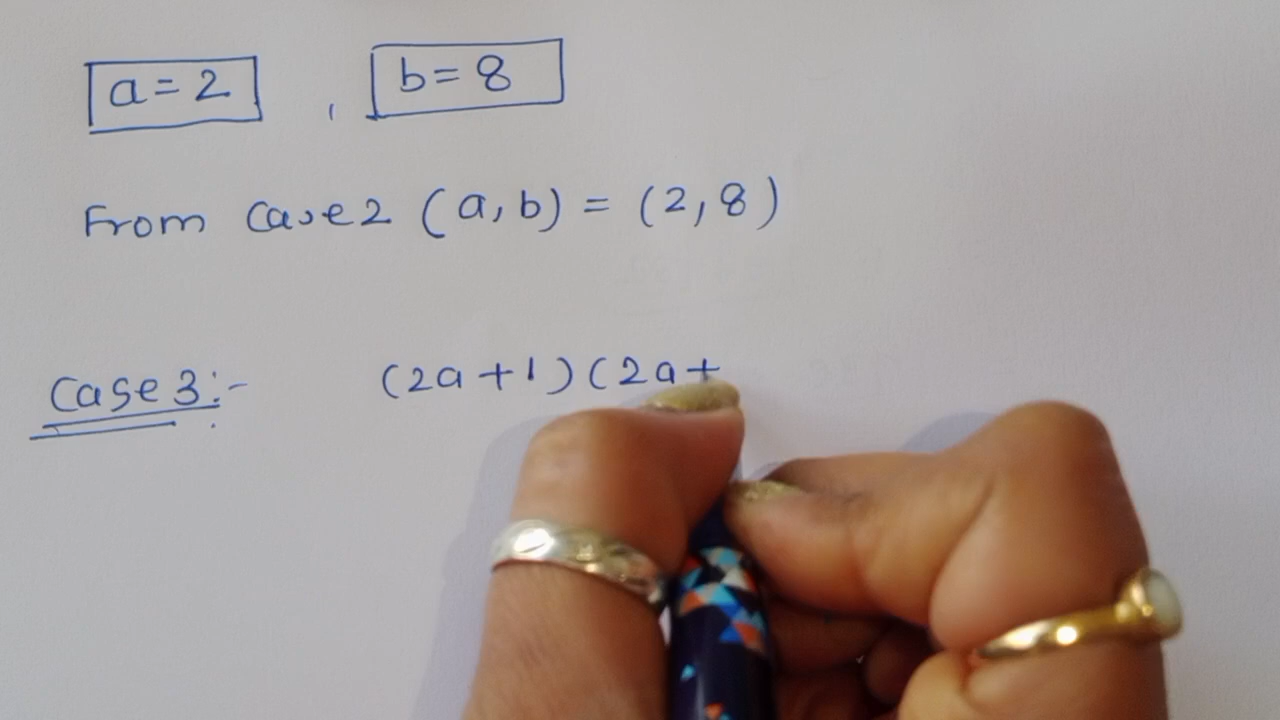 a = 2 , b = 8
From Case 2 (a, b) = (2, 8)
Case 3:- (2a + 1) (2a +